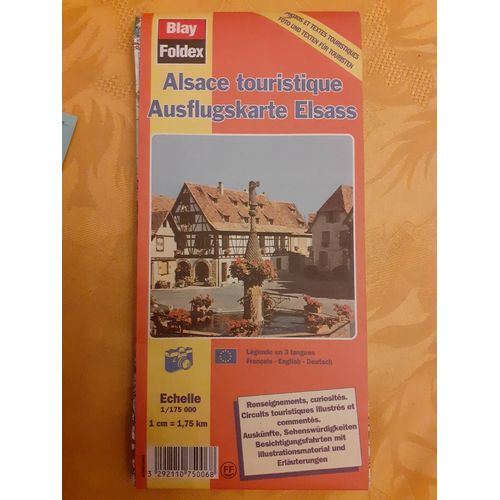 Blay
Foldex
PHOTOS ET TEXTES TOURISTIQUES
FOTO UND TEXTEN FÜR TOURISTEN
Alsace touristique
Ausflugskarte Elsass
Légende en 3 langues
Français - English - Deutsch
Echelle
1/175 000
1 cm = 1,75 km
Renseignements, curiosités.
Circuits touristiques illustrés et
commentés.
Auskünfte, Sehenswürdigkeiten
Besichtigungsfahrten mit
illustrationsmaterial und
Erläuterungen
3 292110 750068
FF